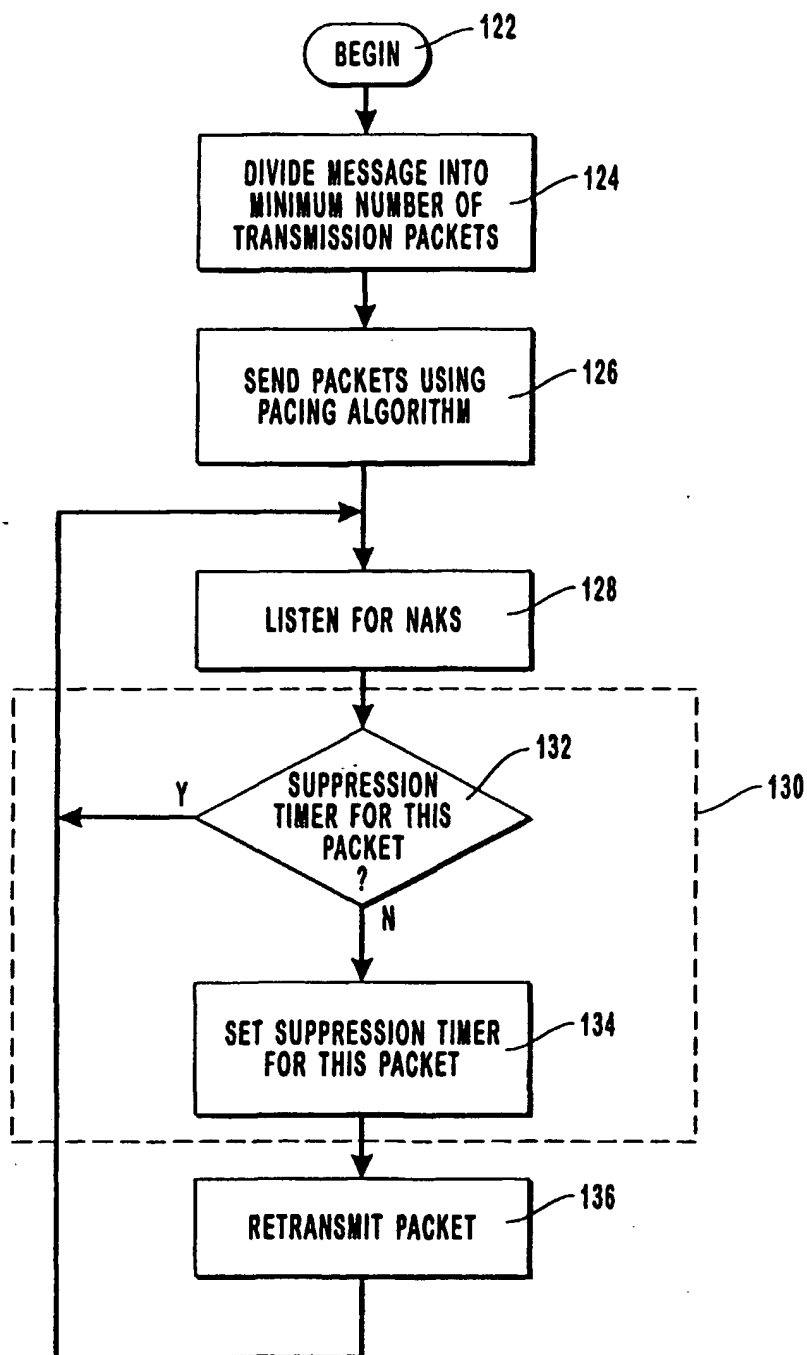 BEGIN
122
DIVIDE MESSAGE INTO
MINIMUM NUMBER OF
TRANSMISSION PACKETS
124
SEND PACKETS USING
PACING ALGORITHM
126
LISTEN FOR NAKS
128
130
SUPPRESSION
TIMER FOR THIS
PACKET
?
132
Y
N
SET SUPPRESSION TIMER
FOR THIS PACKET
134
RETRANSMIT PACKET
136